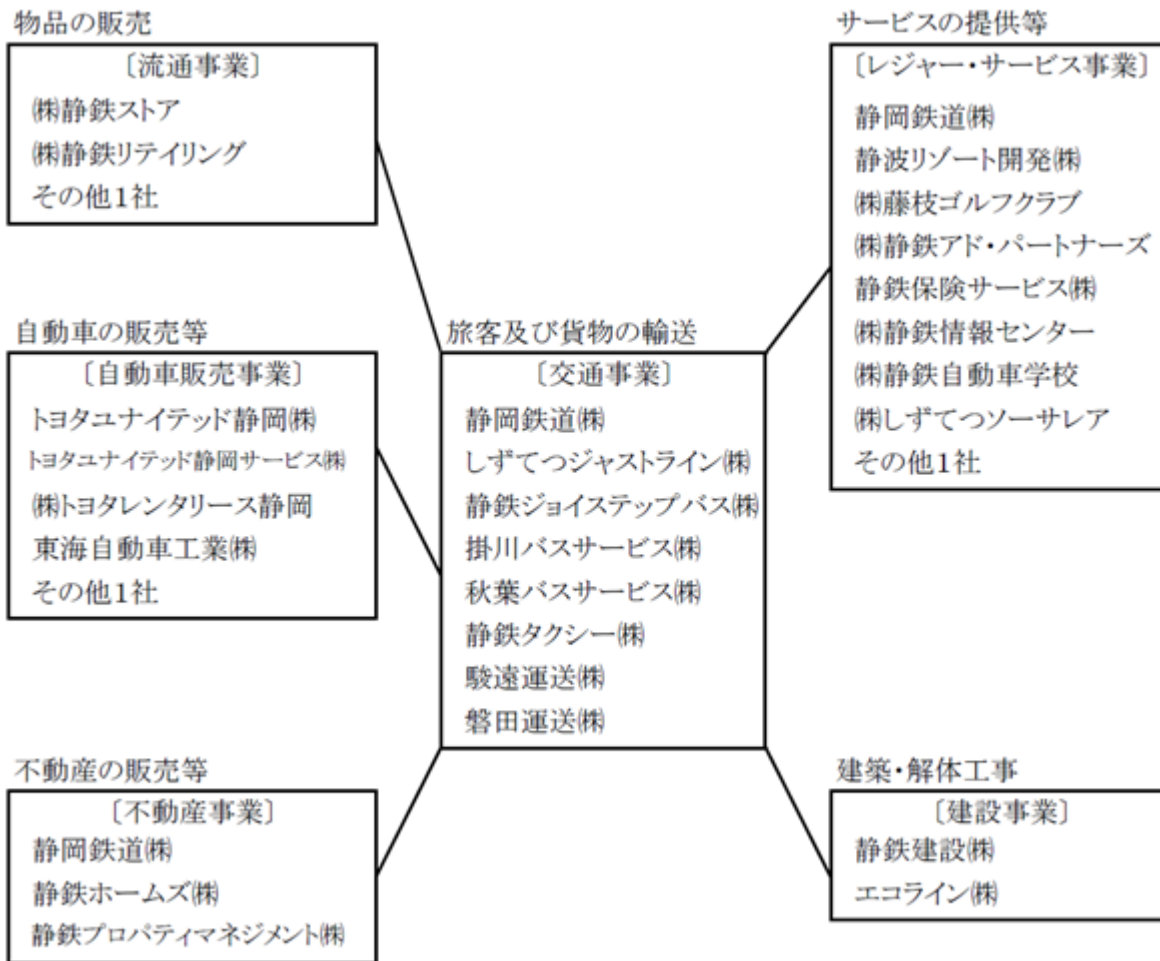 物品の販売
〔流通事業〕
㈱静鉄ストア
㈱静鉄リテイリング
その他1社
自動車の販売等
〔自動車販売事業〕
トヨタユナイテッド静岡㈱
トヨタユナイテッド静岡サービス㈱
㈱トヨタレンタリース静岡
東海自動車工業㈱
その他1社
不動産の販売等
〔不動産事業〕
静岡鉄道㈱
静鉄ホームズ㈱
静鉄プロパティマネジメント㈱
旅客及び貨物の輸送
〔交通事業〕
静岡鉄道㈱
しずてつジャストライン㈱
静鉄ジョイステップバス㈱
掛川バスサービス㈱
秋葉バスサービス㈱
静鉄タクシー㈱
駿遠運送㈱
磐田運送㈱
サービスの提供等
〔レジャー・サービス事業〕
静岡鉄道㈱
静波リゾート開発㈱
㈱藤枝ゴルフクラブ
㈱静鉄アド・パートナーズ
静鉄保険サービス㈱
㈱静鉄情報センター
㈱静鉄自動車学校
㈱しずてつソーサレア
その他1社
建築・解体工事
〔建設事業〕
静鉄建設㈱
エコライン㈱